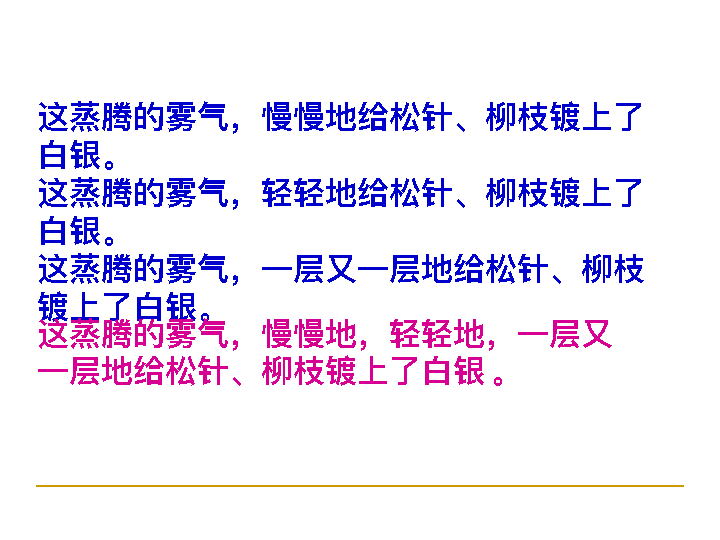 这蒸腾的雾气，慢慢地给松针、柳枝镀上了
白银。
这蒸腾的雾气，轻轻地给松针、柳枝镀上了
白银。
这蒸腾的雾气，一层又一层地给松针、柳枝
镀上了白银。
这蒸腾的雾气，慢慢地，轻轻地，一层又
一层地给松针、柳枝镀上了白银 。